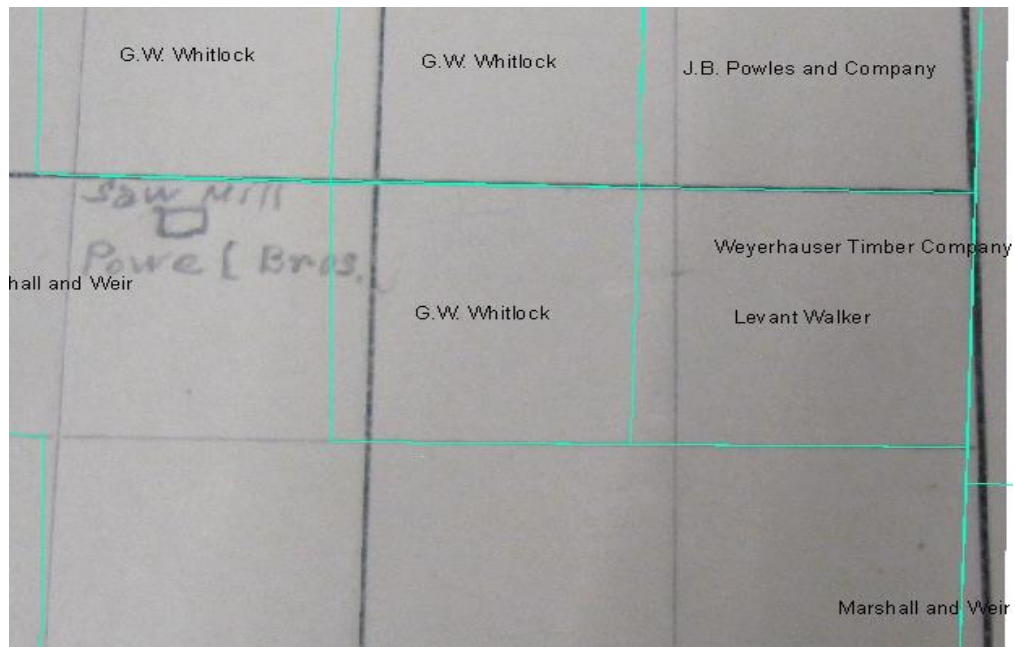 G.W. Whitlock
G.W. Whitlock
J.B. Powles and Company
Saw Mill
Powe[ Bros.
Weyerhauser Timber Company
hall and Weir
G.W. Whitlock
Levant Walker
Marshall and Weir